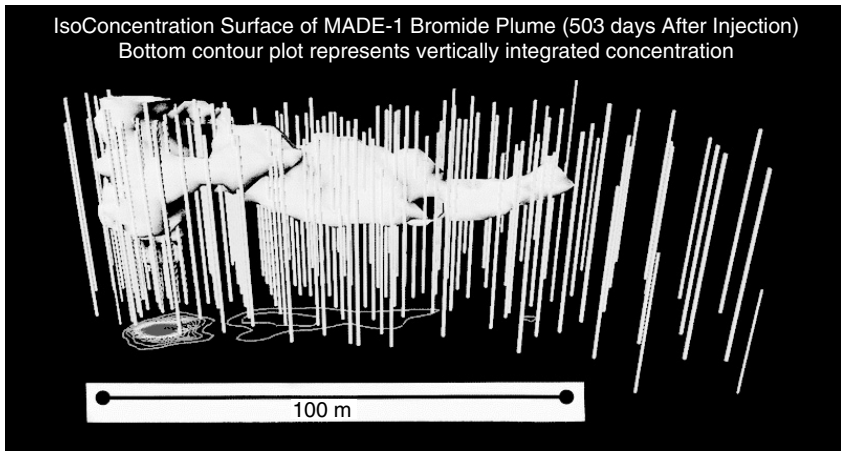 IsoConcentration Surface of MADE-1 Bromide Plume (503 days After Injection)
Bottom contour plot represents vertically integrated concentration
100 m